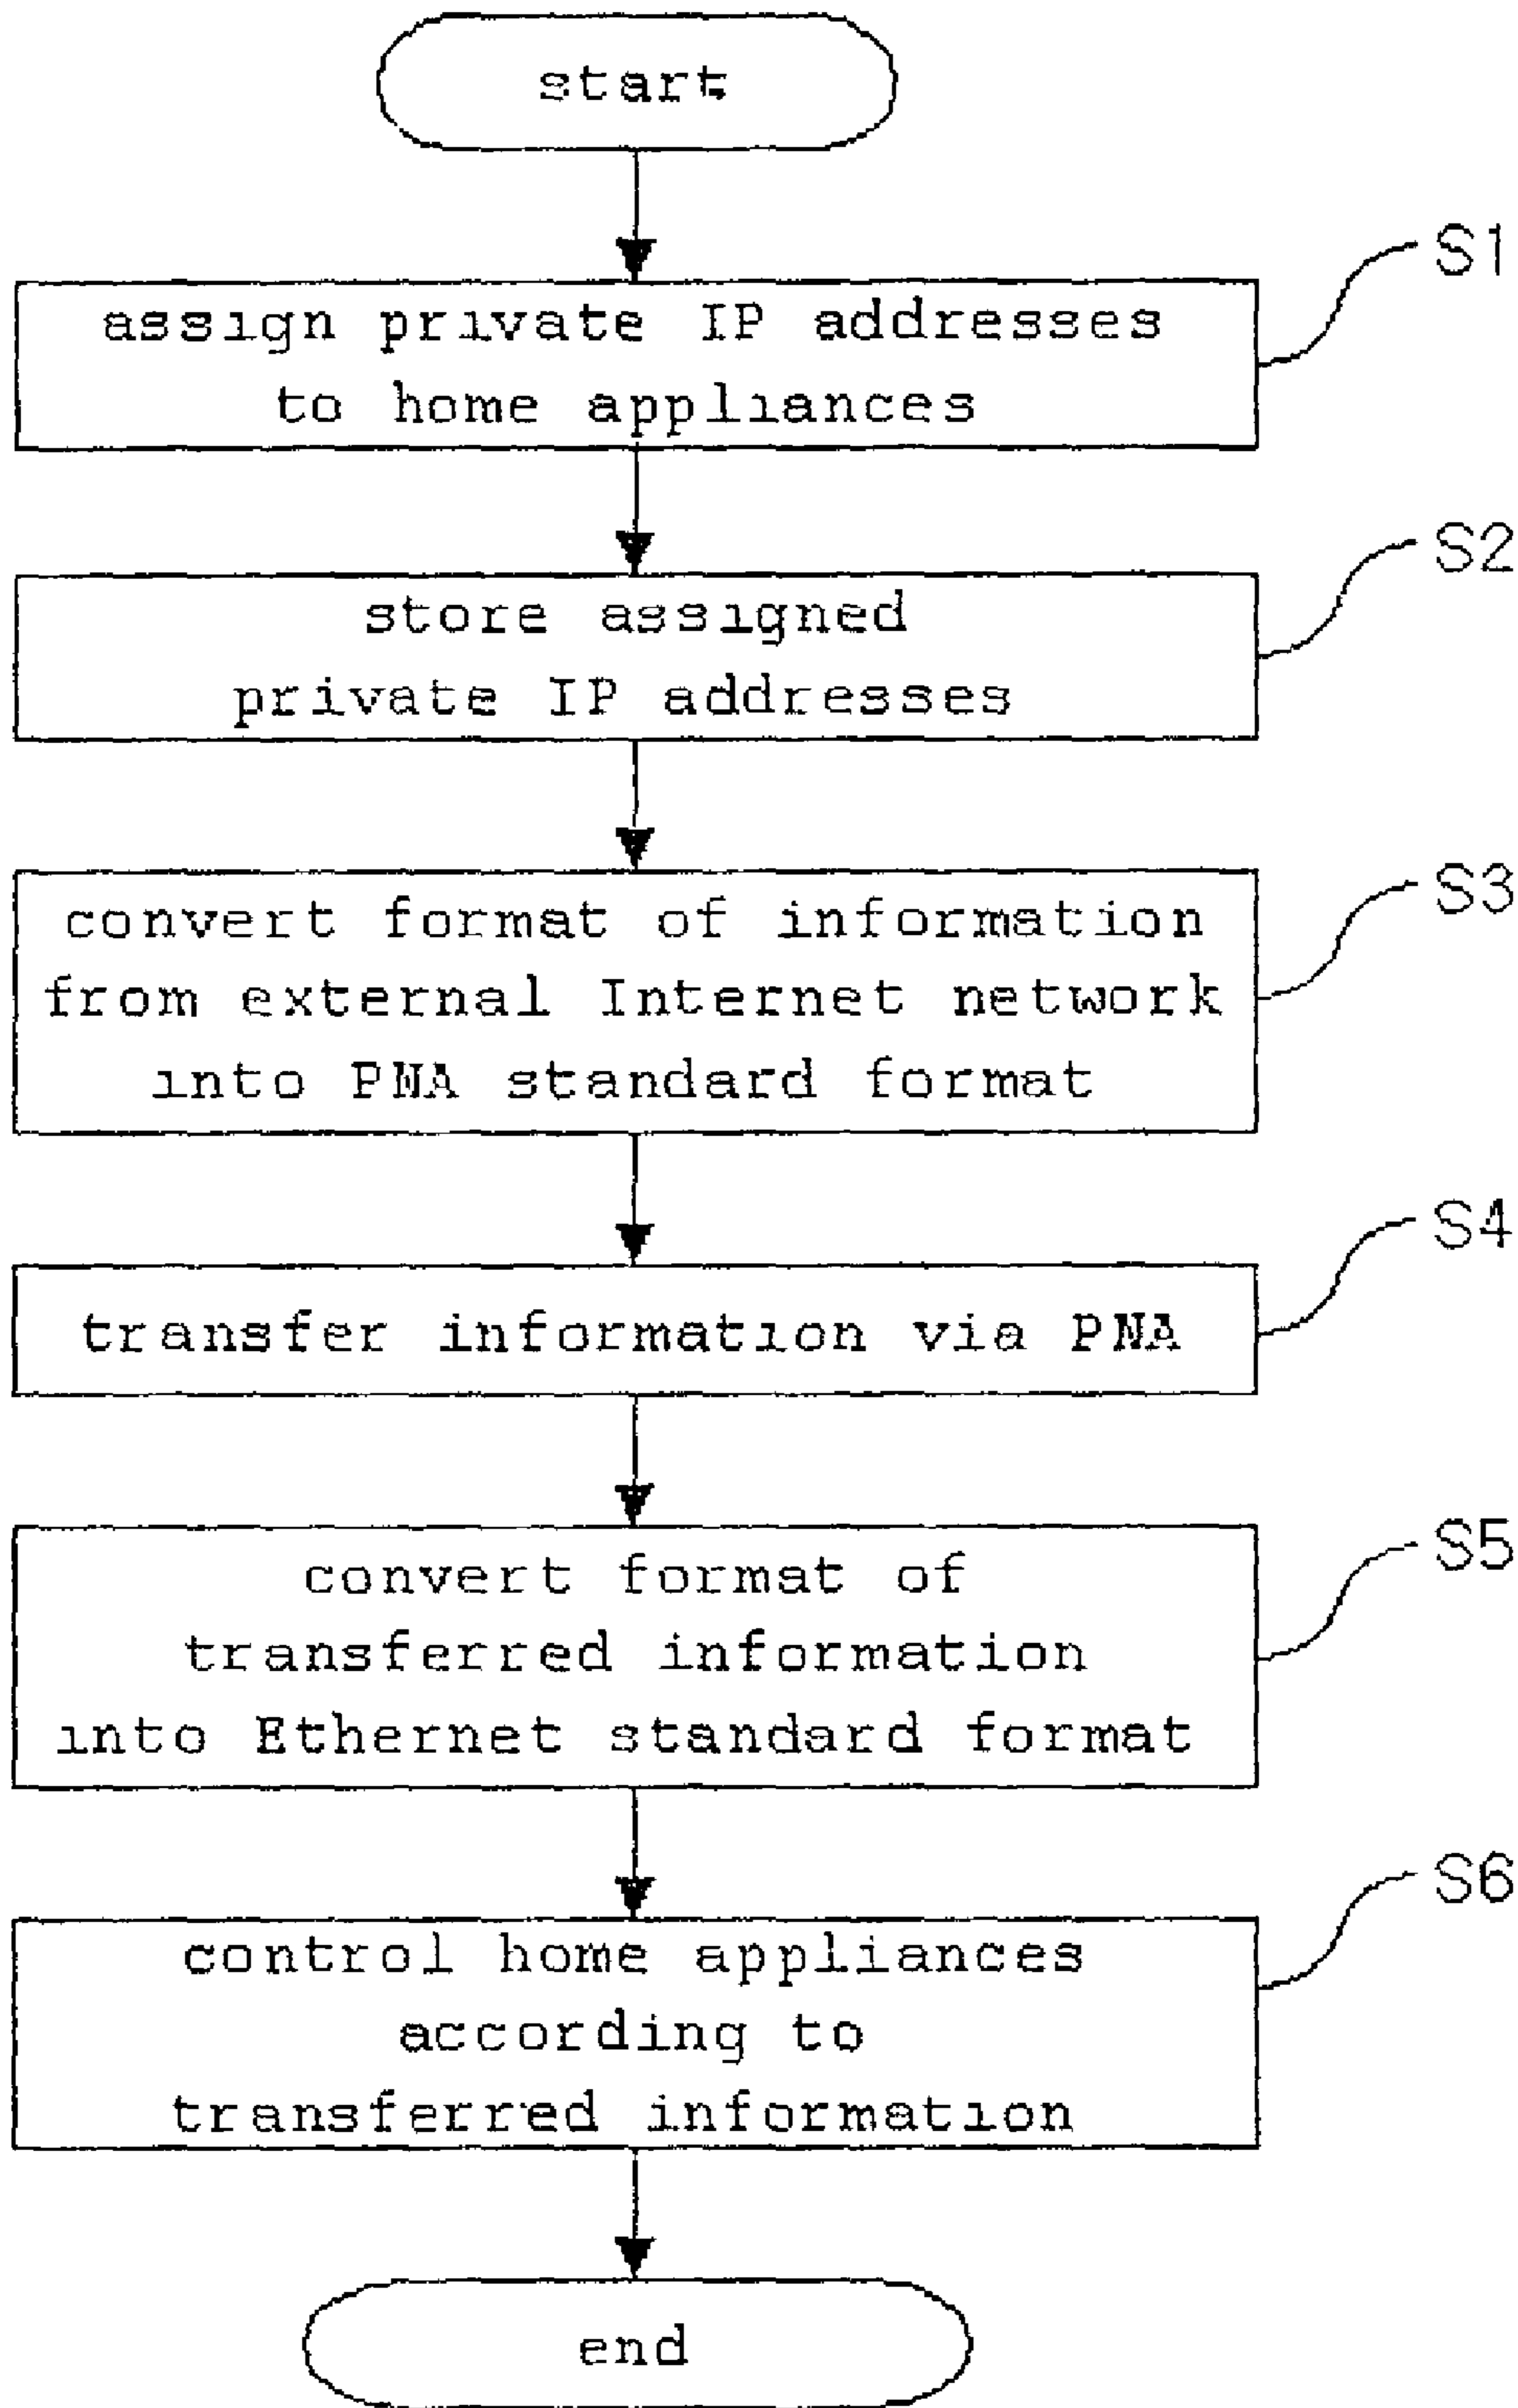 start
S1
assign private IP addresses
to home appliances
S2
store assigned
private IP addresses
S3
convert format of information
from external Internet network
into PNA standard format
S4
transfer information via PNA
S5
convert format of
transferred information
into Ethernet standard format
S6
control home appliances
according to
transferred information
end